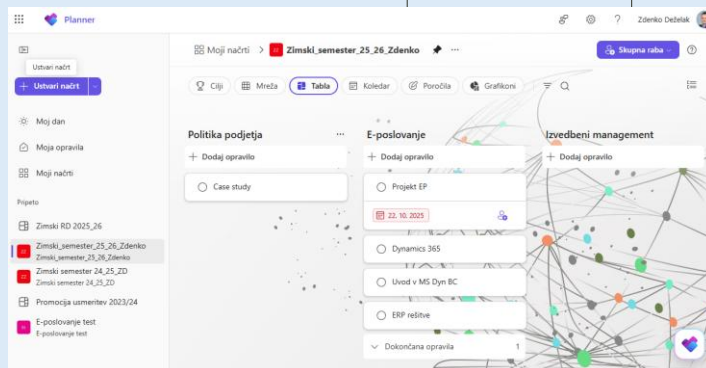 Planner
Zdenko Deželak
Moji načrti > Zimski_semester_25_26_Zdenko
Skupna raba
Ustvari načrt
Ustvari načrt
Cilji
Mreža
Tabla
Koledar
Poročila
Grafikoni
Moj dan
Moja opravila
Moji načrti
Pripeto
Zimski RD 2025_26
Zimski_semester_25_26_Zdenko
Zimski_semester_25_26_Zdenko
Zimski semester 24_25_ZD
Zimski semester 24_25_ZD
Promocija usmeritev 2023/24
E-poslovanje test
E-poslovanje test
Politika podjetja
Dodaj opravilo
Case study
E-poslovanje
Dodaj opravilo
Projekt EP
22. 10. 2025
Dynamics 365
Uvod v MS Dyn BC
ERP rešitve
Dokončana opravila 1
Izvedbeni management
Dodaj opravilo